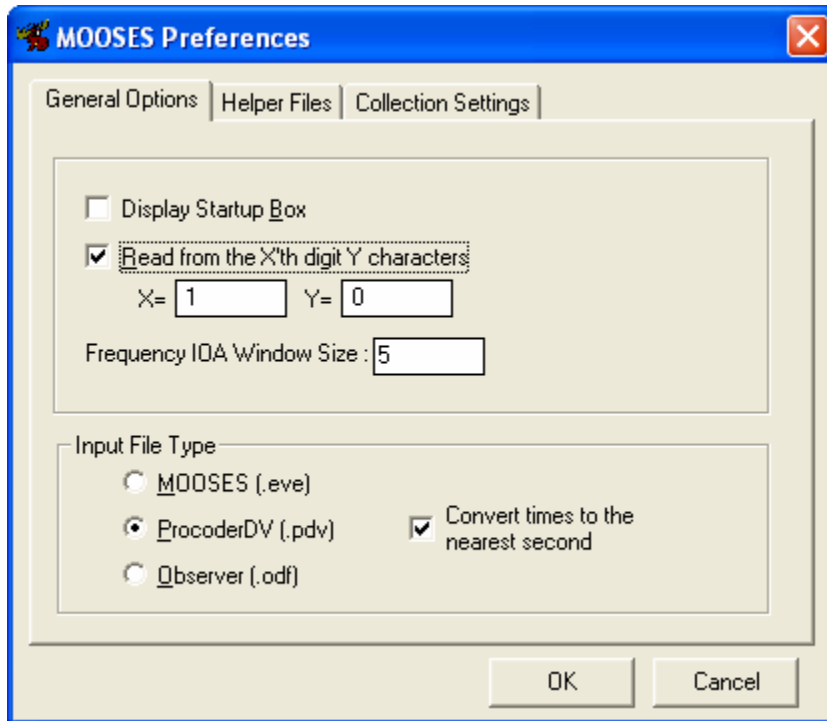 MOOSES Preferences
General Options Helper Files Collection Settings
Display Startup Box
Read from the X'th digit Y characters
X= 1 Y= 0
Frequency IOA Window Size : 5
Input File Type
MOOSES (.eve)
ProcoderDV (.pdv)
Convert times to the
nearest second
Observer (.odf)
OK Cancel